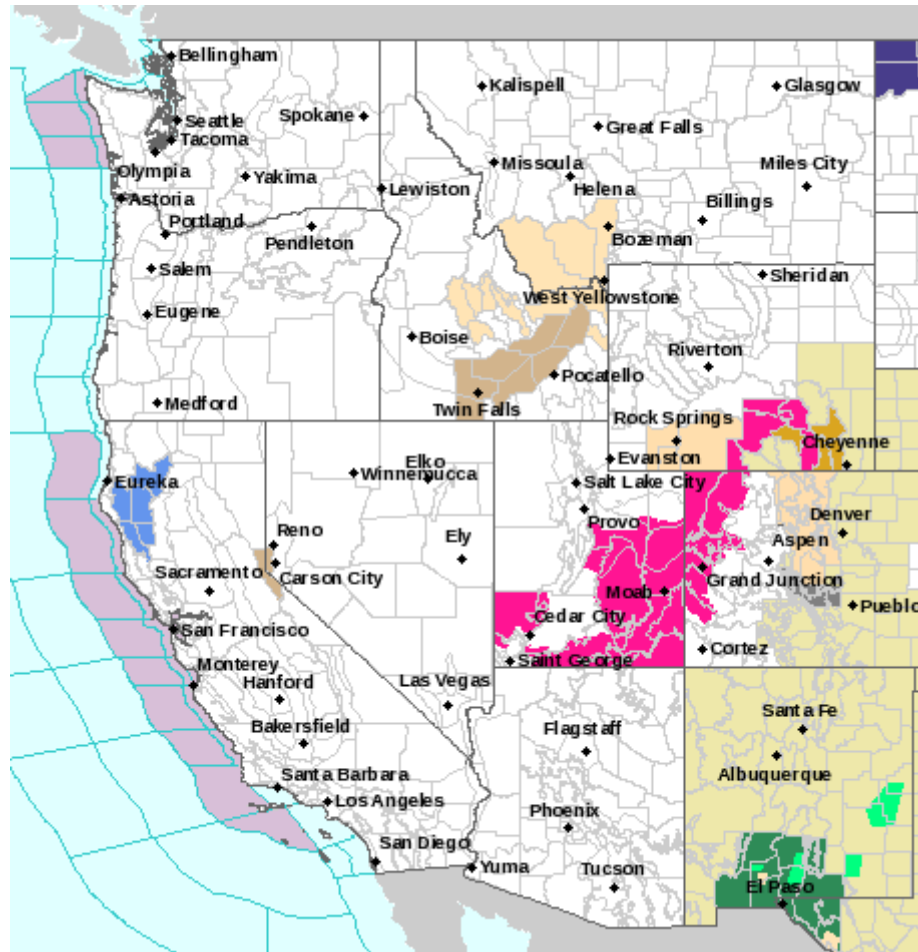 Bellingham
Kalispell
Glasgow
Seattle
Spokane
Great Falls
Tacoma
Olympia
Missoula
Miles City
Yakima
Lewiston
Helena
Astoria
Billings
Portland
Pendleton
Bozeman
Salem
Sheridan
West Yellowstone
Eugene
Boise
Riverton
Pocatello
Medford
Twin Falls
Rock Springs
Cheyenne
Elko
Evanston
Winnemucca
Eureka
Salt Lake City
Provo
Denver
Reno
Ely
Aspen
Sacramento
Carson City
Moab
Grand Junction
Pueblo
Cedar City
San Francisco
Cortez
Saint George
Monterey
Hanford
Las Vegas
Santa Fe
Bakersfield
Flagstaff
Albuquerque
Santa Barbara
Los Angeles
Phoenix
San Diego
Yuma
Tucson
El Paso